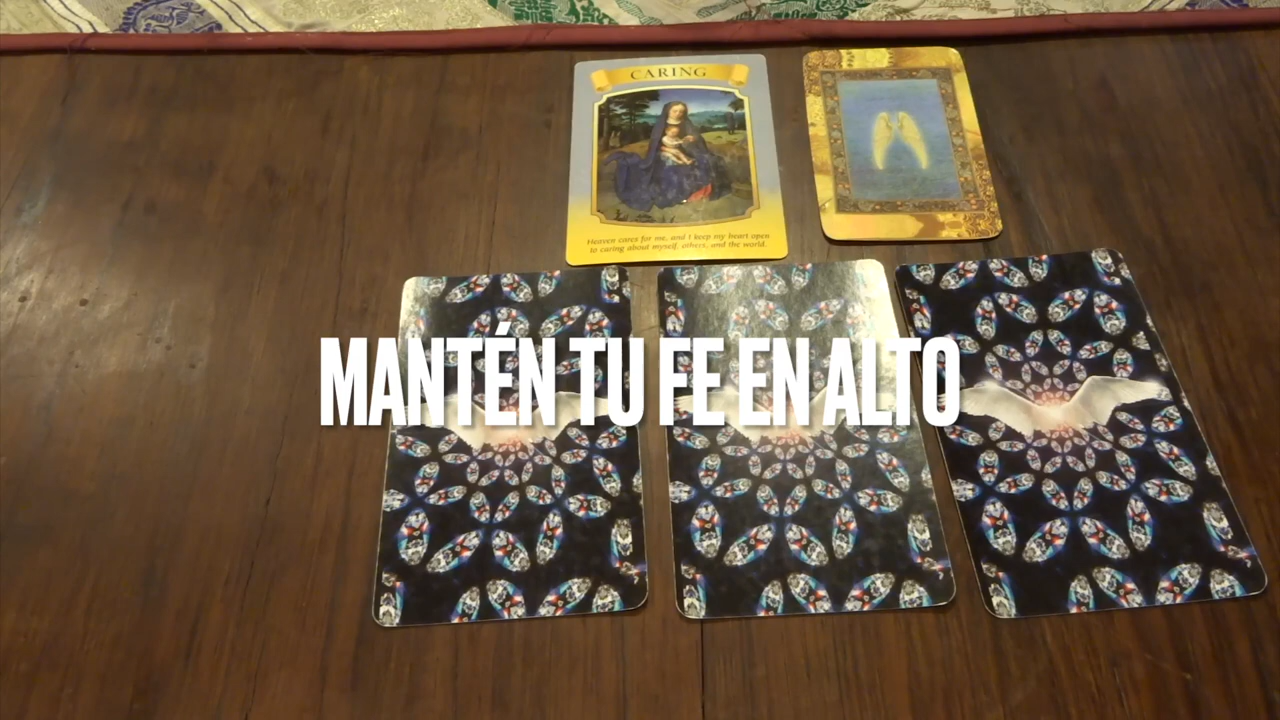 CARING
Heaven cares for me, and I keep my heart open
to caring about myself, others, and the world.
MANTÉN TU FE EN ALTO